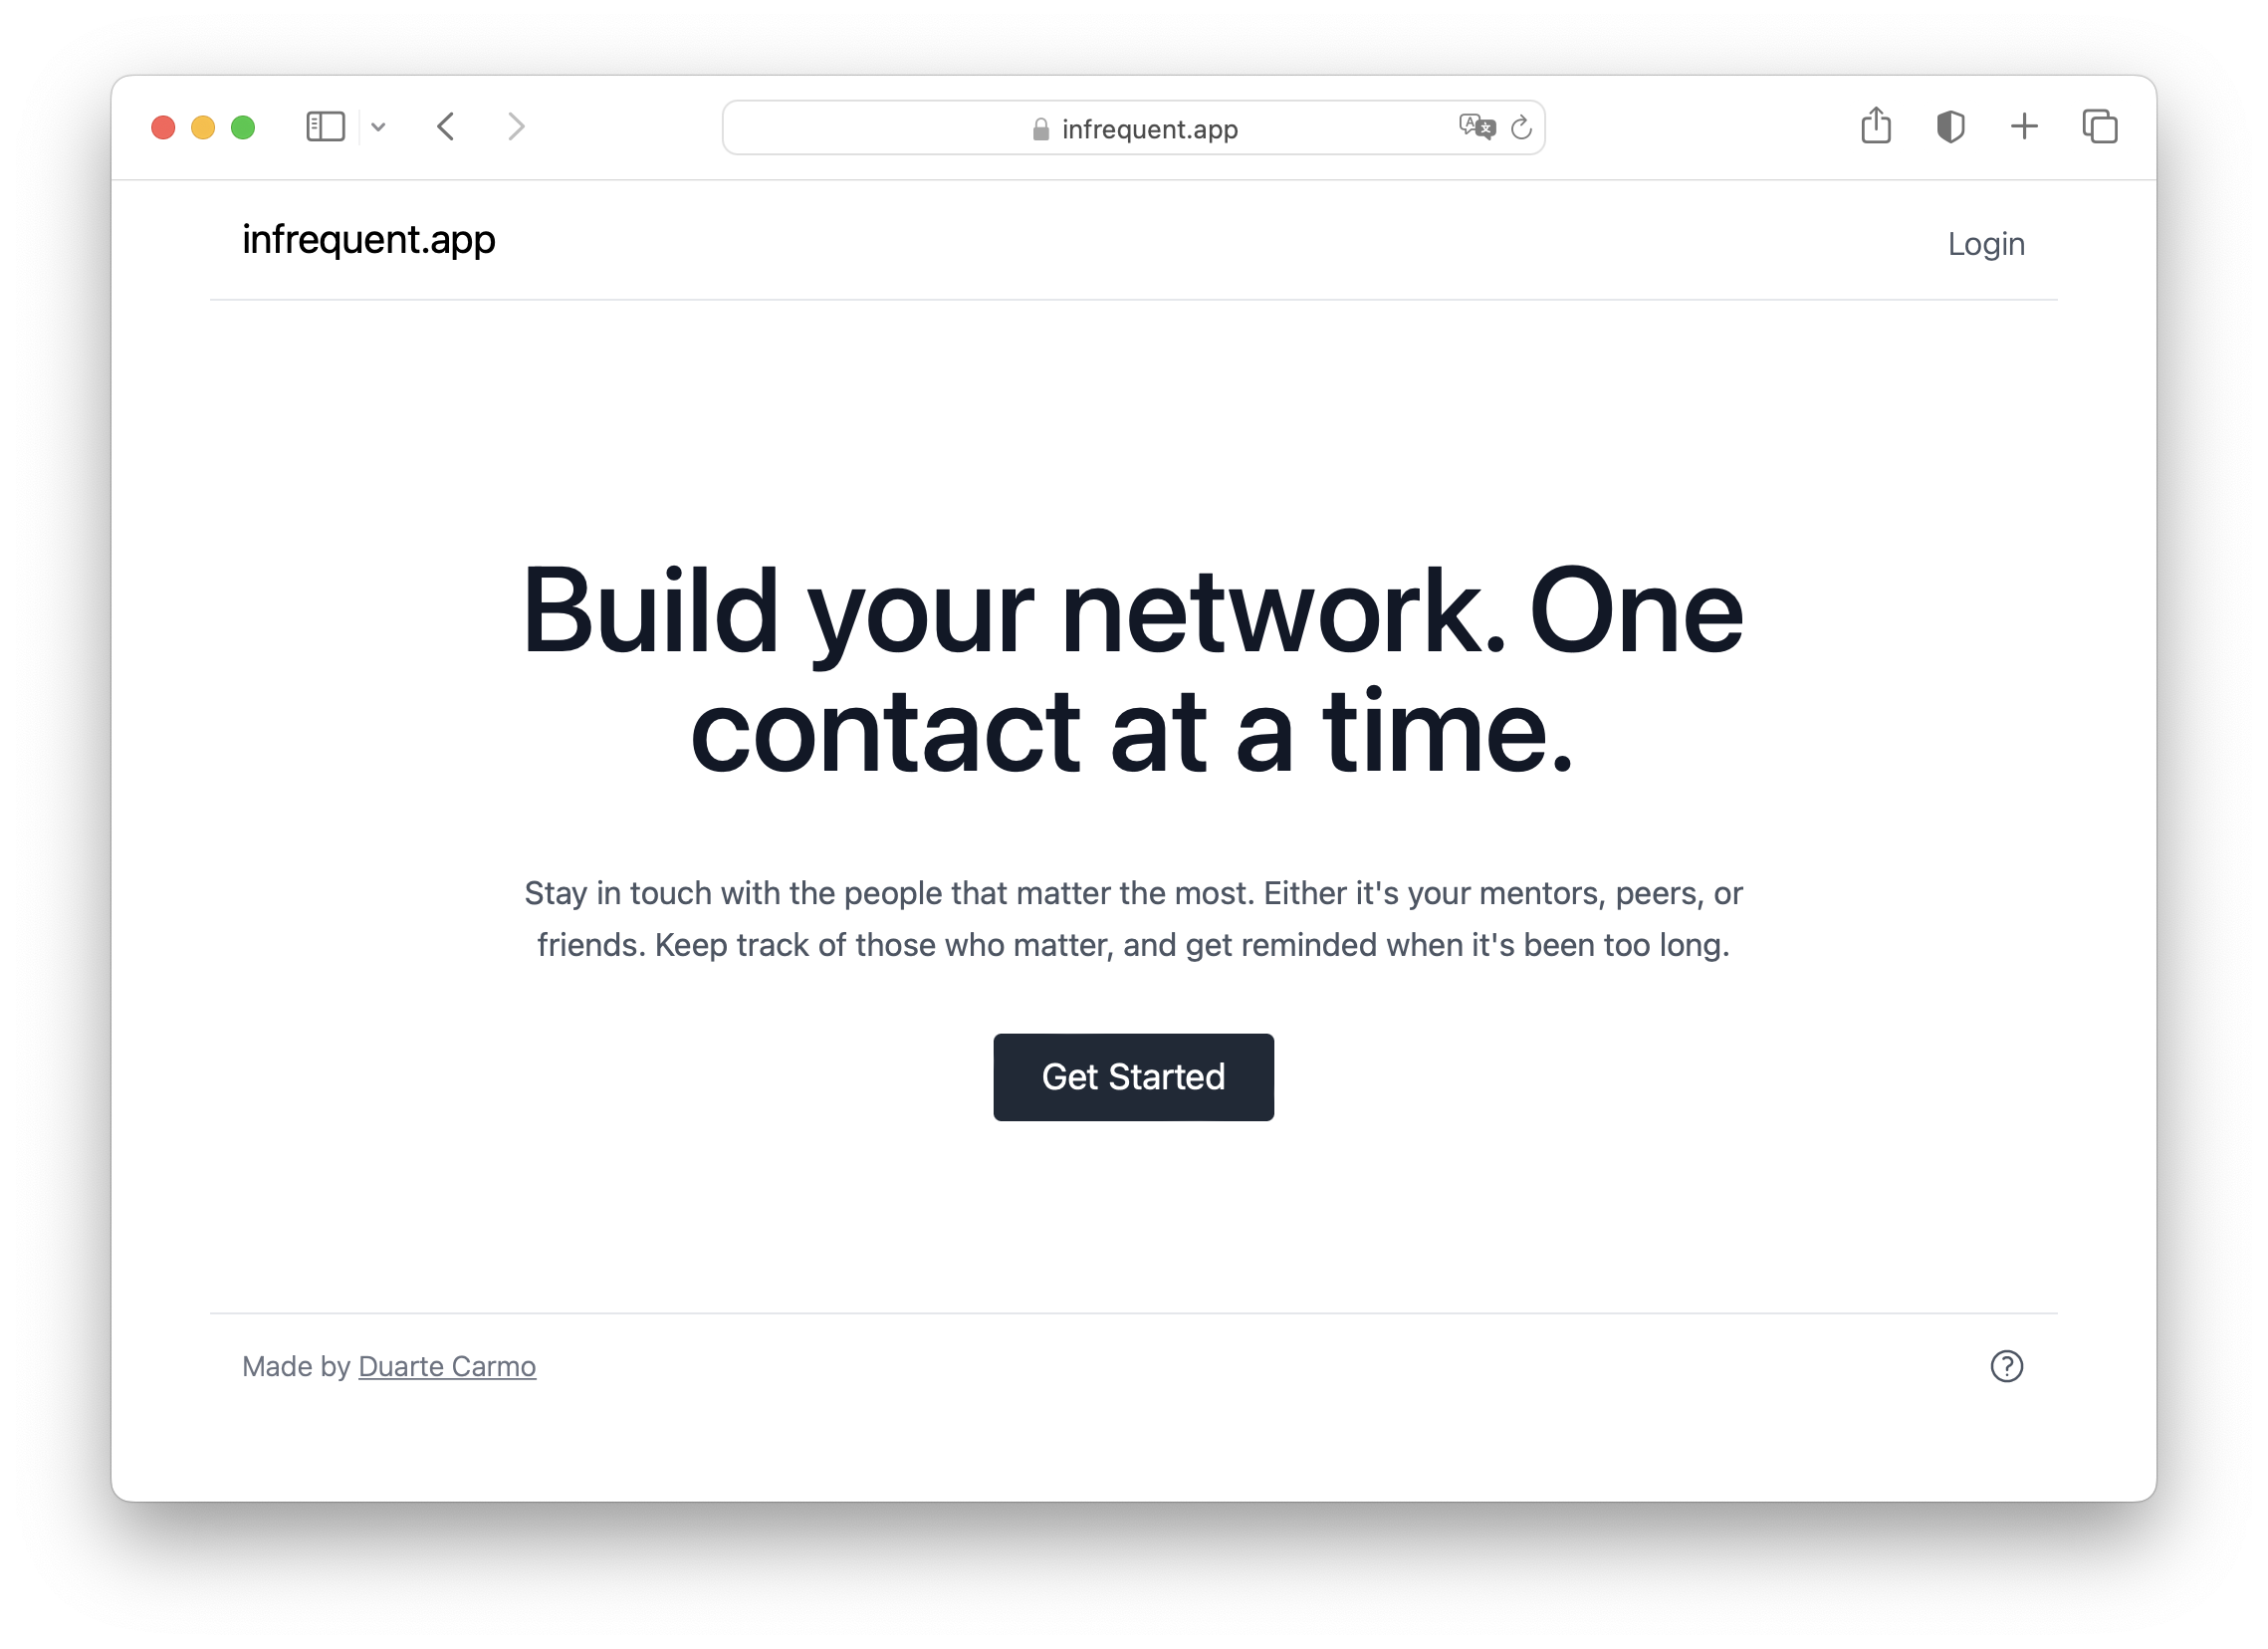 infrequent.app
infrequent.app
Login
Build your network. One
contact at a time.
Stay in touch with the people that matter the most. Either it's your mentors, peers, or
friends. Keep track of those who matter, and get reminded when it's been too long.
Get Started
Made by Duarte Carmo